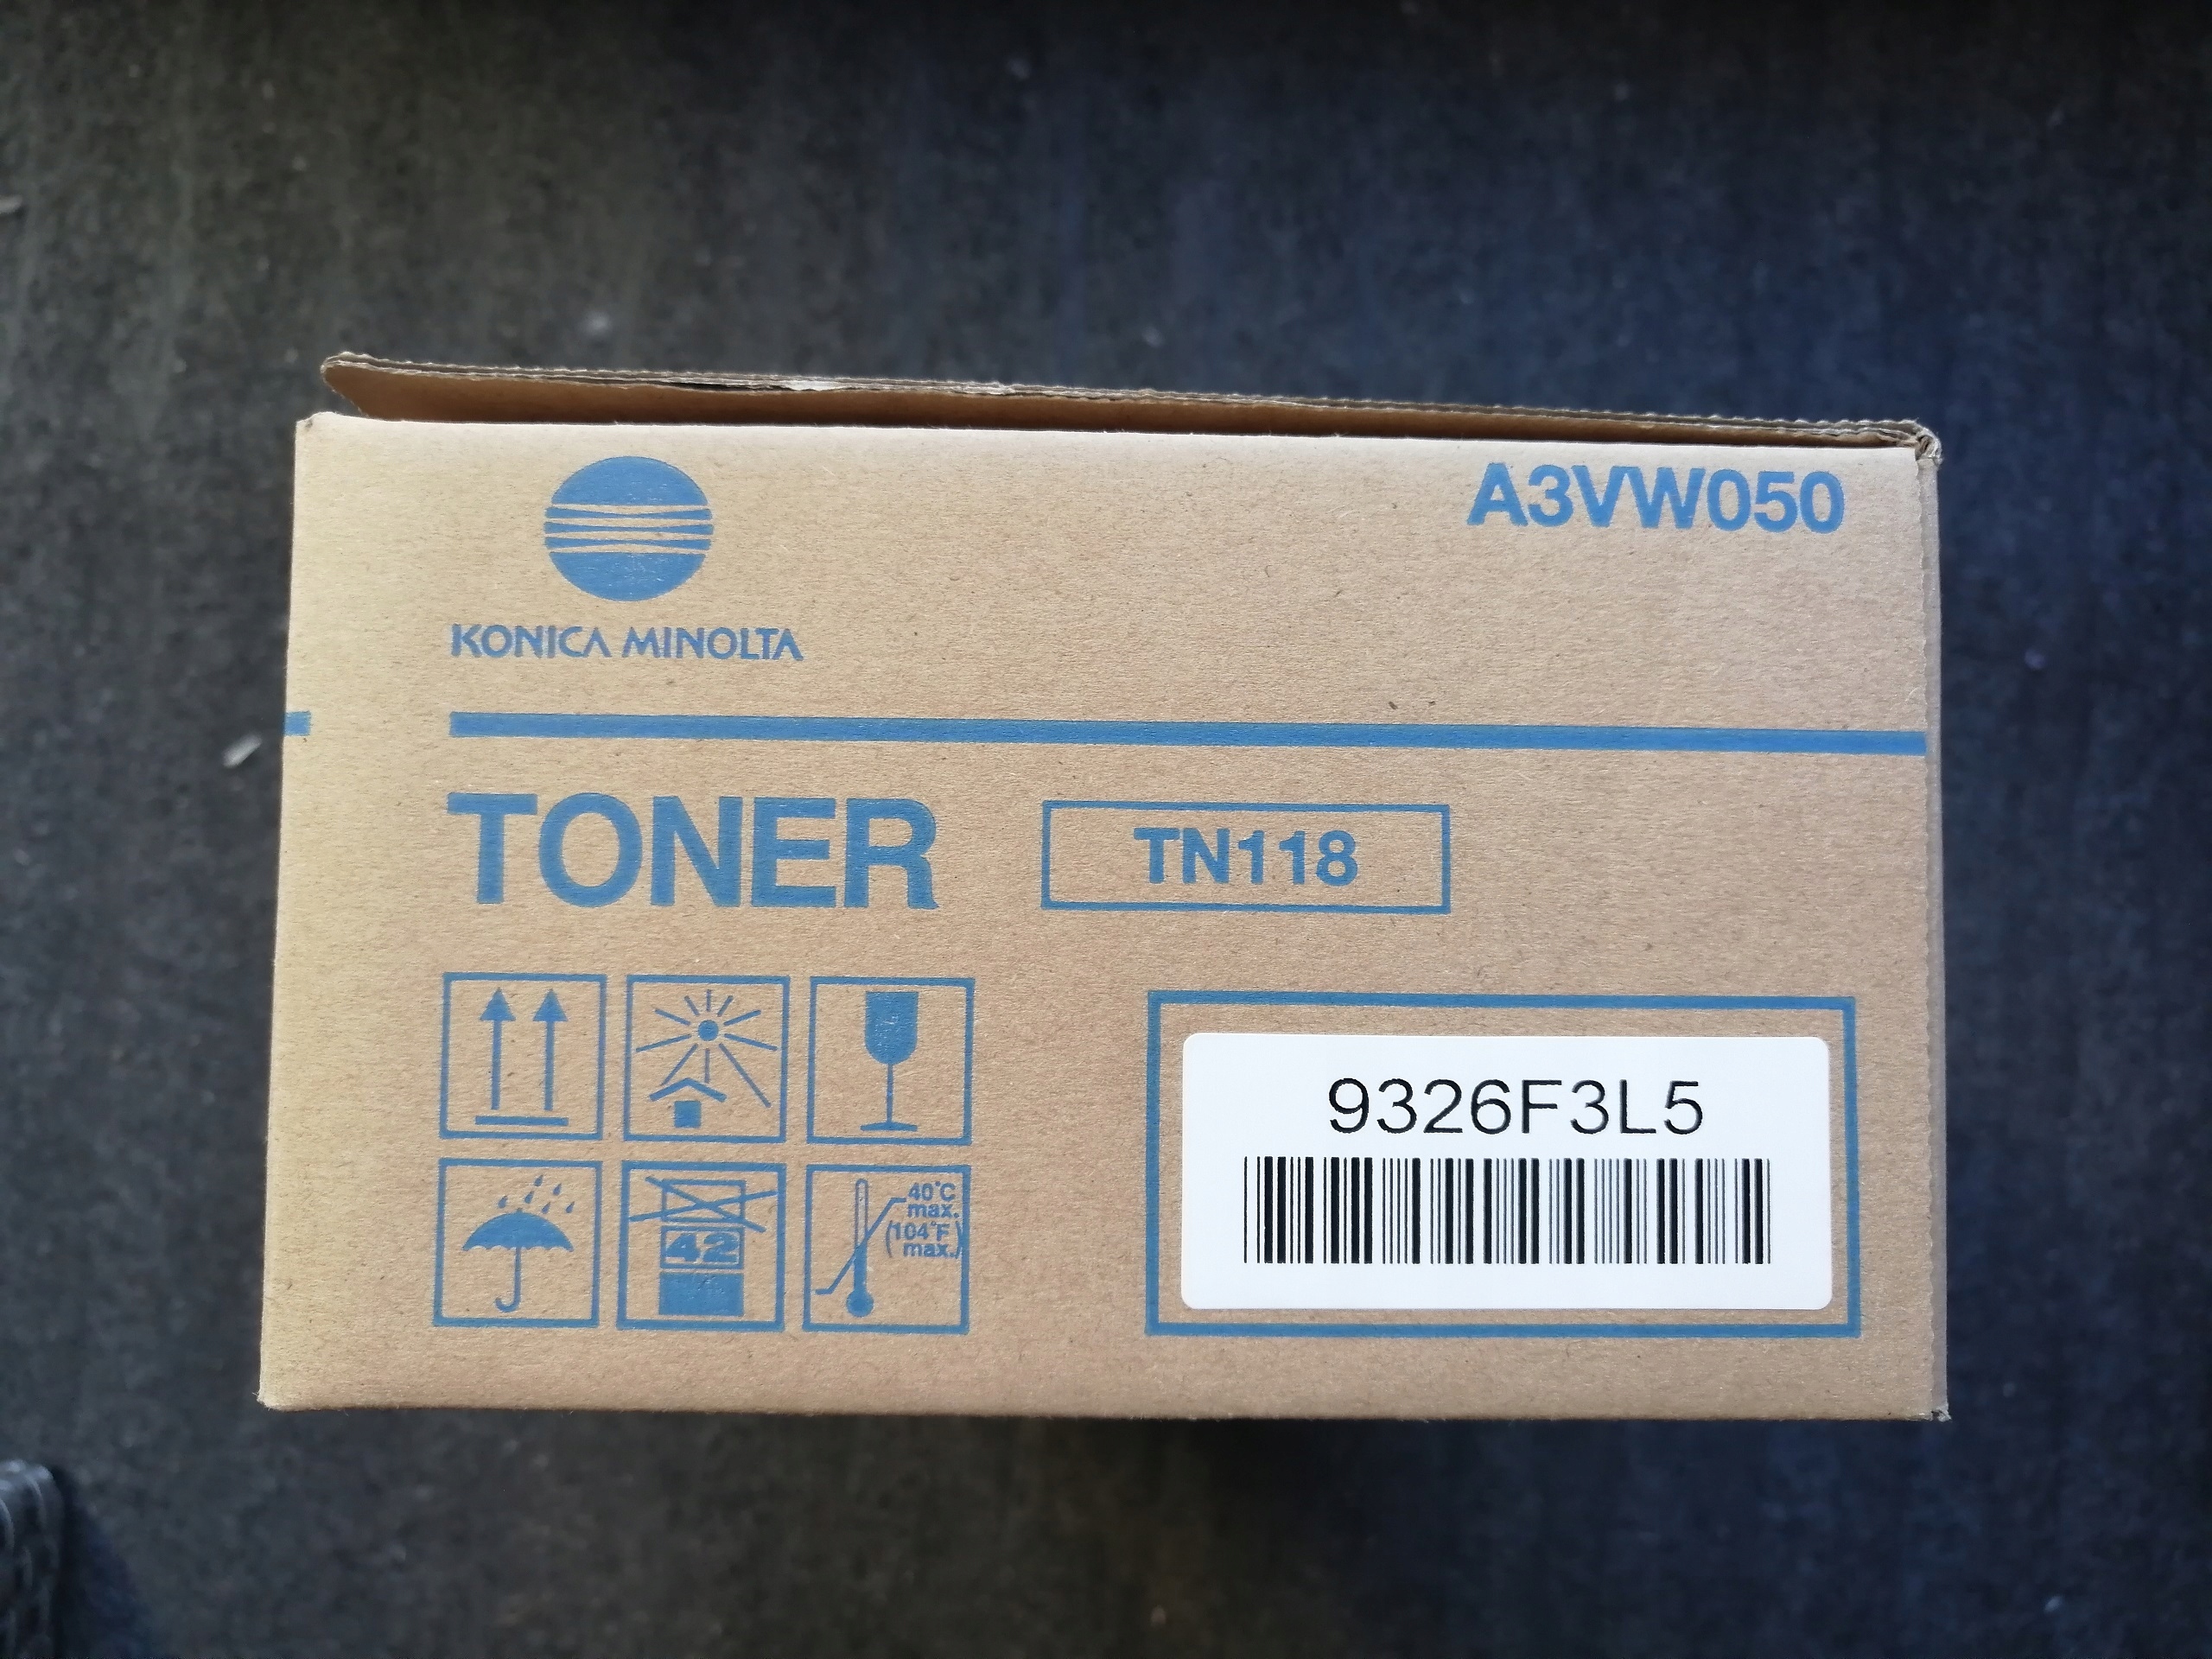 A3VW050
KONICA MINOLTA
TONER
TN118
9326F3L5
42
40°C
max.
(104°F
max.)